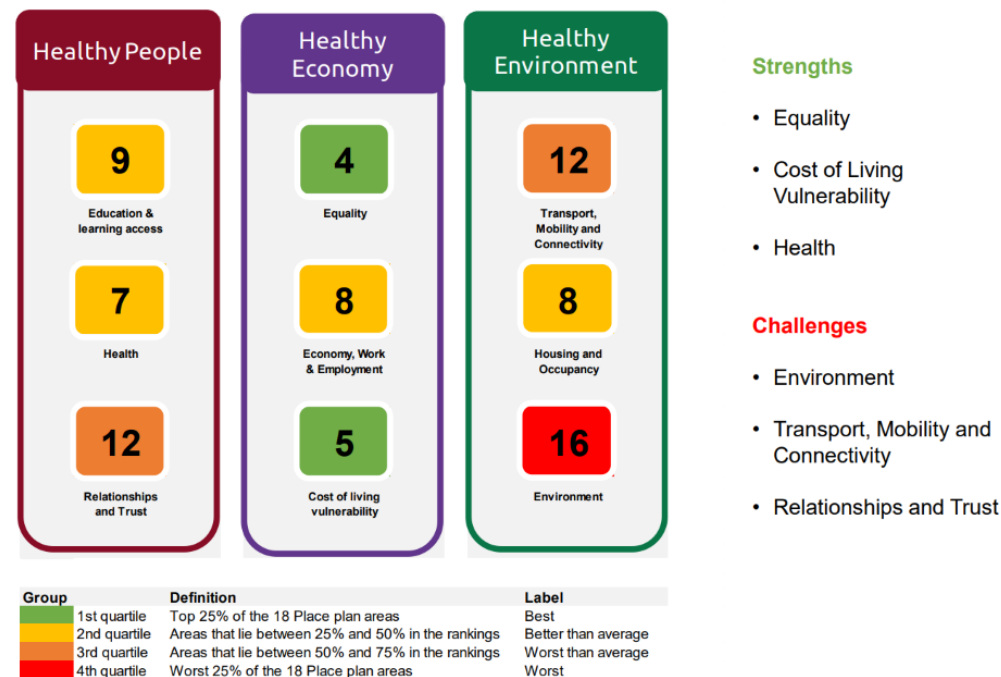 Healthy People
9
Education &
learning access
7
Health
12
Relationships
and Trust
Healthy
Economy
4
Equality
8
Economy, Work
& Employment
5
Cost of living
vulnerability
Healthy
Environment
12
Transport,
Mobility and
Connectivity
8
Housing and
Occupancy
16
Environment
Strengths
• Equality
• Cost of Living
Vulnerability
• Health
Challenges
• Environment
• Transport, Mobility and
Connectivity
• Relationships and Trust
Group Definition Label
1st quartile Top 25% of the 18 Place plan areas Best
2nd quartile Areas that lie between 25% and 50% in the rankings Better than average
3rd quartile Areas that lie between 50% and 75% in the rankings Worst than average
4th quartile Worst 25% of the 18 Place plan areas Worst